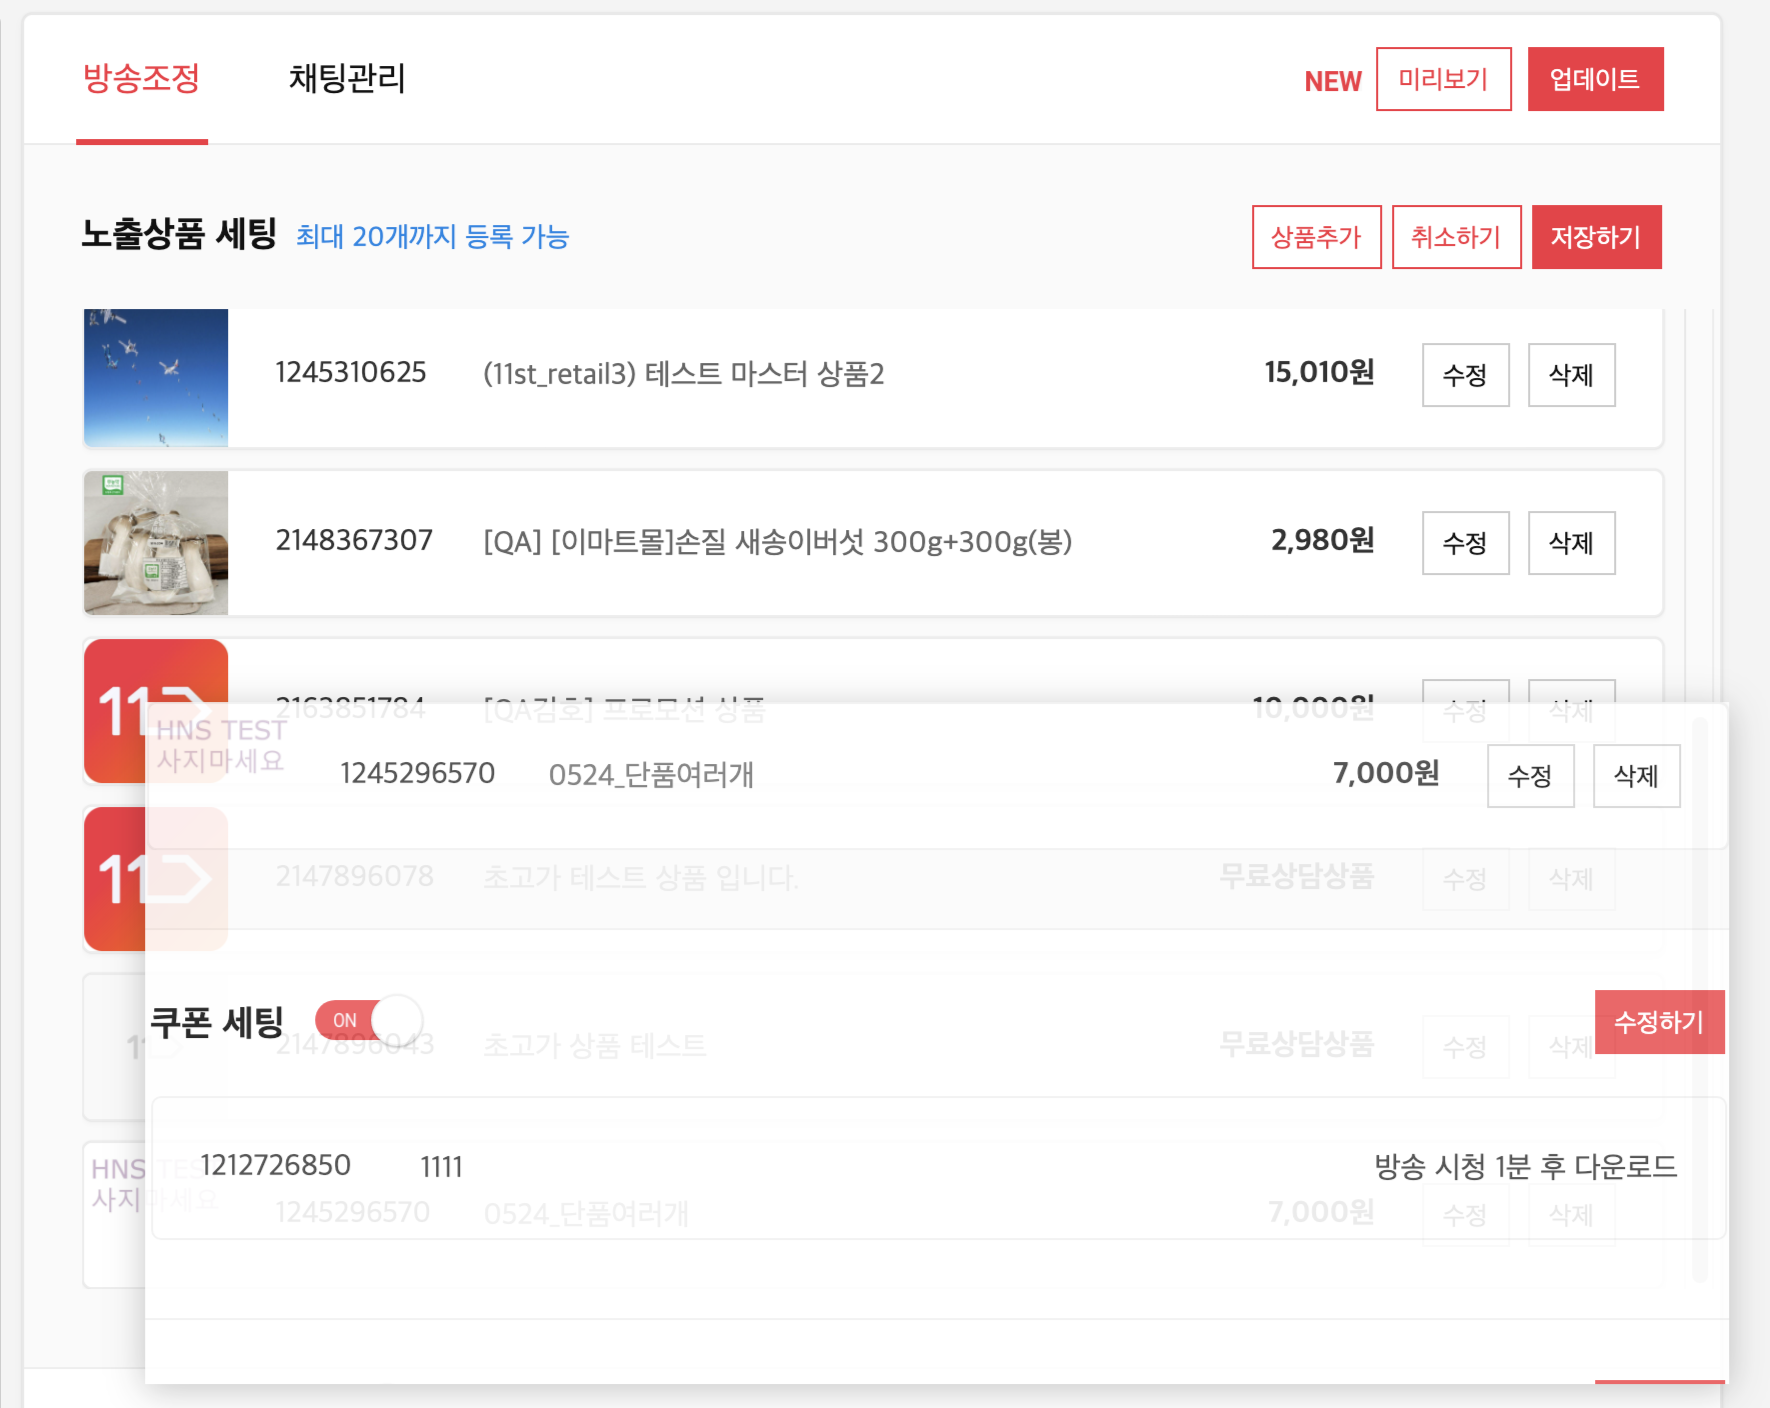 방송조정
채팅관리
NEW
미리보기
업데이트
노출상품 세팅
최대 20개까지 등록 가능
상품추가
취소하기
저장하기
1245310625
(11st_retail3) 테스트 마스터 상품2
15,010원
수정
삭제
2148367307
[QA] [이마트몰]손질 새송이버섯 300g+300g(봉)
2,980원
수정
삭제
11
2163851784
[QA검호] 프로모션 상품
10,000원
수정
삭제
HNS TEST
사지마세요
1245296570
0524_단품여러개
7,000원
수정
삭제
11
2147896078
초고가 테스트 상품 입니다.
무료상담상품
수정
삭제
쿠폰 세팅
ON
수정하기
11
2147896043
초고가 상품 테스트
무료상담상품
수정
삭제
1212726850
1111
방송 시청 1분 후 다운로드
HNS TEST
사지마세요
1245296570
0524_단품여러개
7,000원
수정
삭제